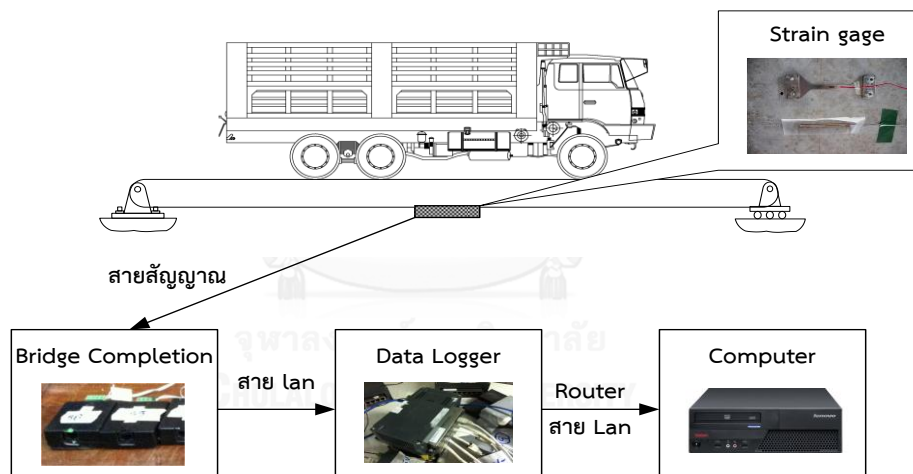 Strain gage
สายสัญญาณ
Bridge Completion
สาย lan
Data Logger
Router
สาย Lan
Computer